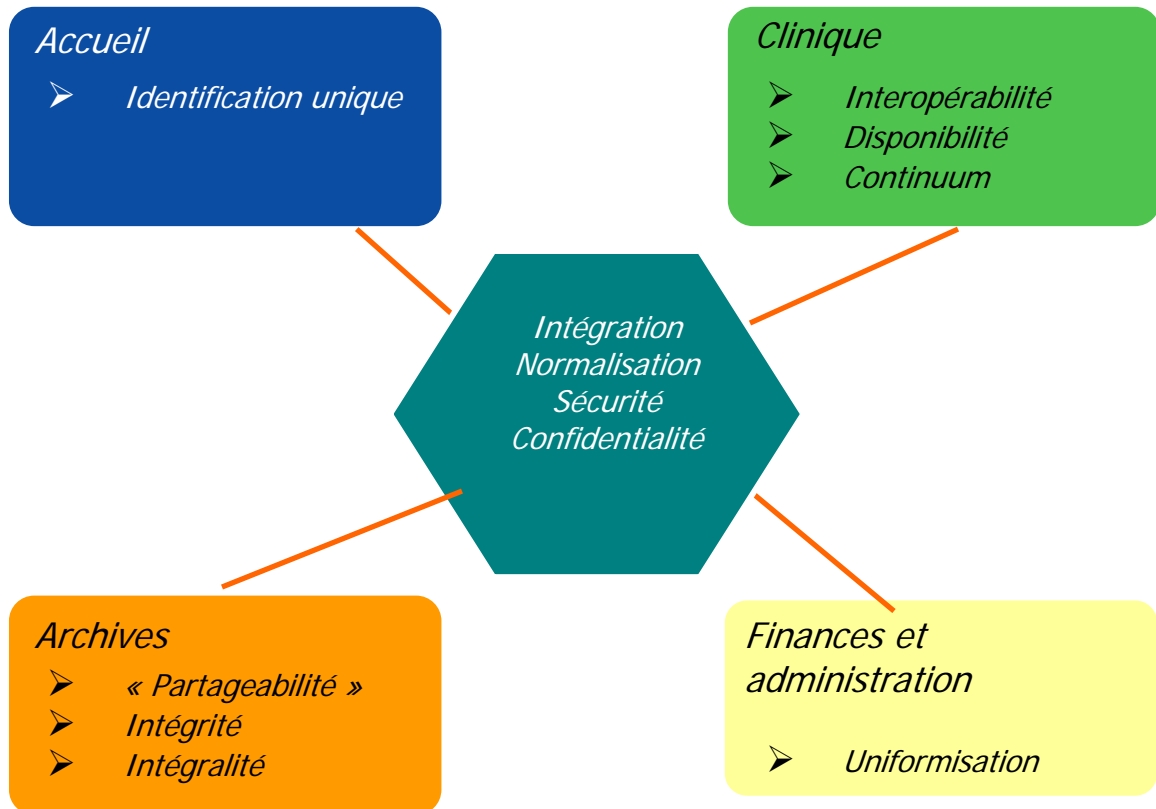 Accueil
➢ Identification unique
Clinique
➢ Interopérabilité
➢ Disponibilité
➢ Continuum
Intégration
Normalisation
Sécurité
Confidentialité
Archives
➢ « Partageabilité »
➢ Intégrité
➢ Intégralité
Finances et
administration
➢ Uniformisation